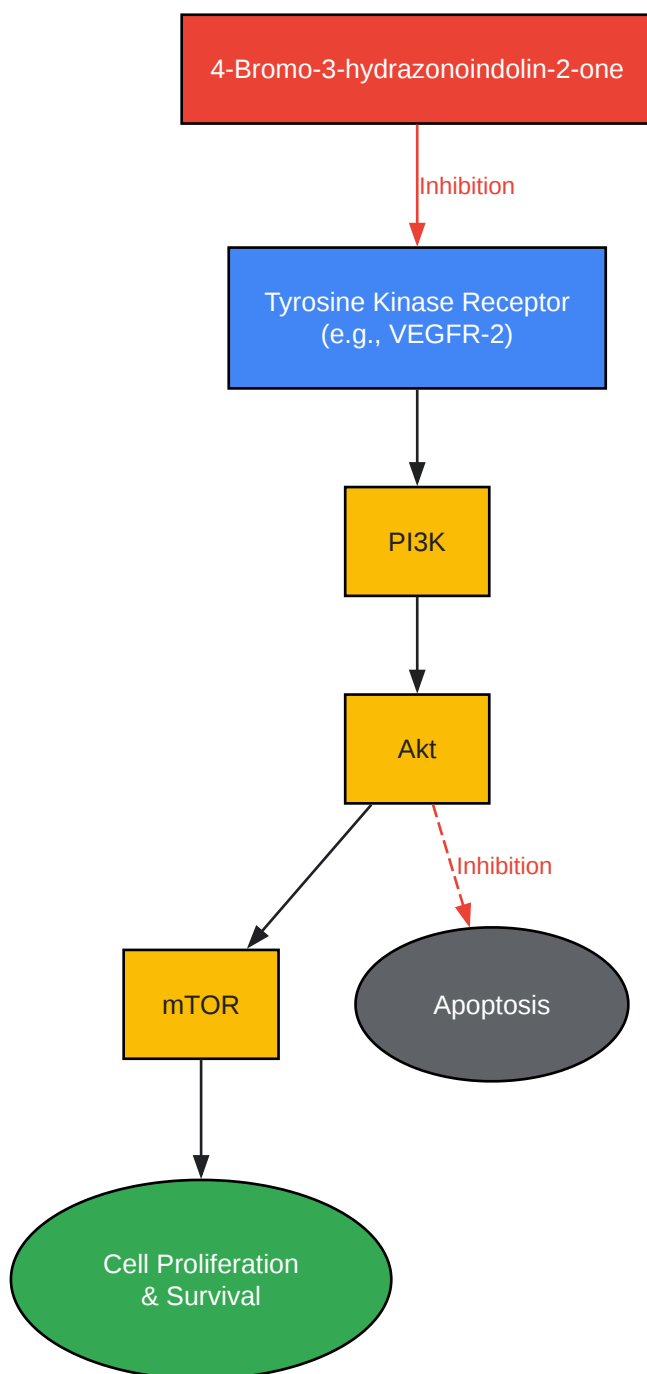 4-Bromo-3-hydrazonoindolin-2-one
Inhibition
Tyrosine Kinase Receptor
(e.g., VEGFR-2)
PI3K
Akt
Inhibition
mTOR
Apoptosis
Cell Proliferation
& Survival